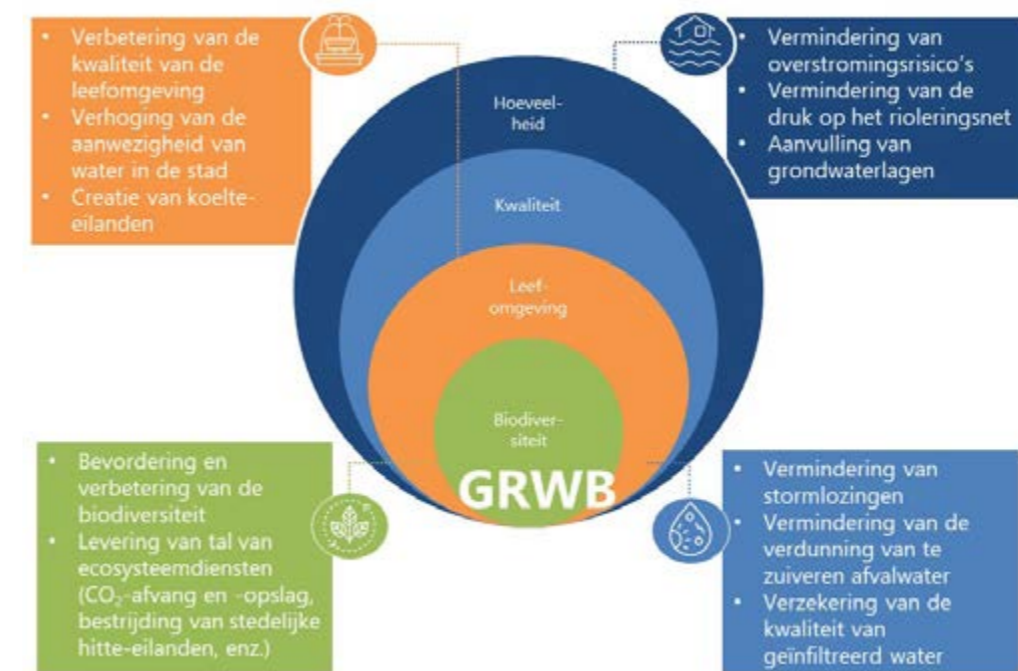 • Verbetering van de
kwaliteit van de
leefomgeving
• Verhoging van de
aanwezigheid van
water in de stad
• Creatie van koelte-
eilanden
• Vermindering van
overstromingsrisico's
• Vermindering van de
druk op het rioleringsnet
• Aanvulling van
grondwaterlagen
Hoeveel-
heid
Kwaliteit
Leef-
omgeving
Biodiver-
siteit
GRWB
• Bevordering en
verbetering van de
biodiversiteit
• Levering van tal van
ecosysteemdiensten
(CO₂-afvang en -opslag,
bestrijding van stedelijke
hitte-eilanden, enz.)
• Vermindering van
stormlozingen
• Vermindering van de
verdunning van te
zuiveren afvalwater
• Verzekering van de
kwaliteit van
geïnfiltreerd water